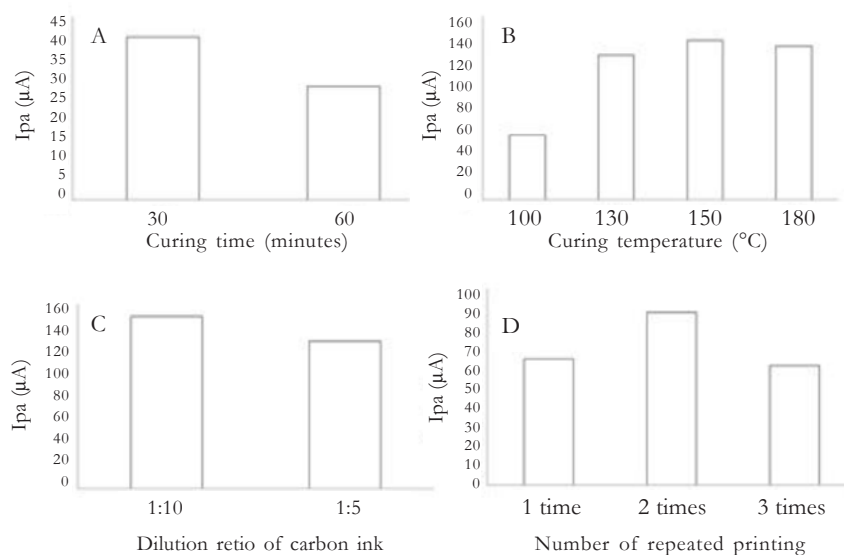 A
Ipa (µA)
45
40
35
30
25
20
15
10
5
0
30 60
Curing time (minutes)
B
Ipa (µA)
160
140
120
100
80
60
40
20
0
100 130 150 180
Curing temperature (°C)
C
Ipa (µA)
160
140
120
100
80
60
40
20
0
1:10 1:5
Dilution retio of carbon ink
D
Ipa (µA)
100
90
80
70
60
50
40
30
20
10
0
1 time 2 times 3 times
Number of repeated printing